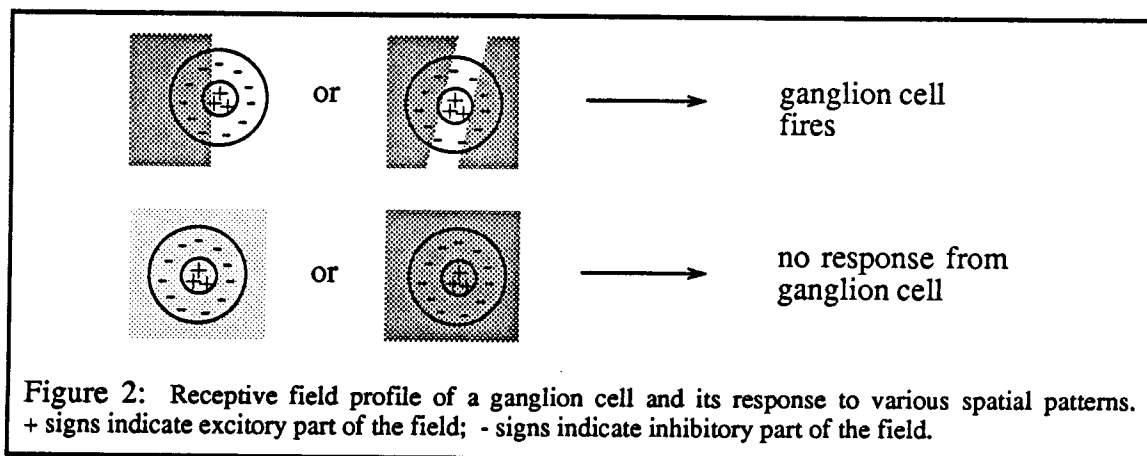 or
ganglion cell
fires
or
no response from
ganglion cell
Figure 2: Receptive field profile of a ganglion cell and its response to various spatial patterns.
+ signs indicate excitory part of the field; - signs indicate inhibitory part of the field.